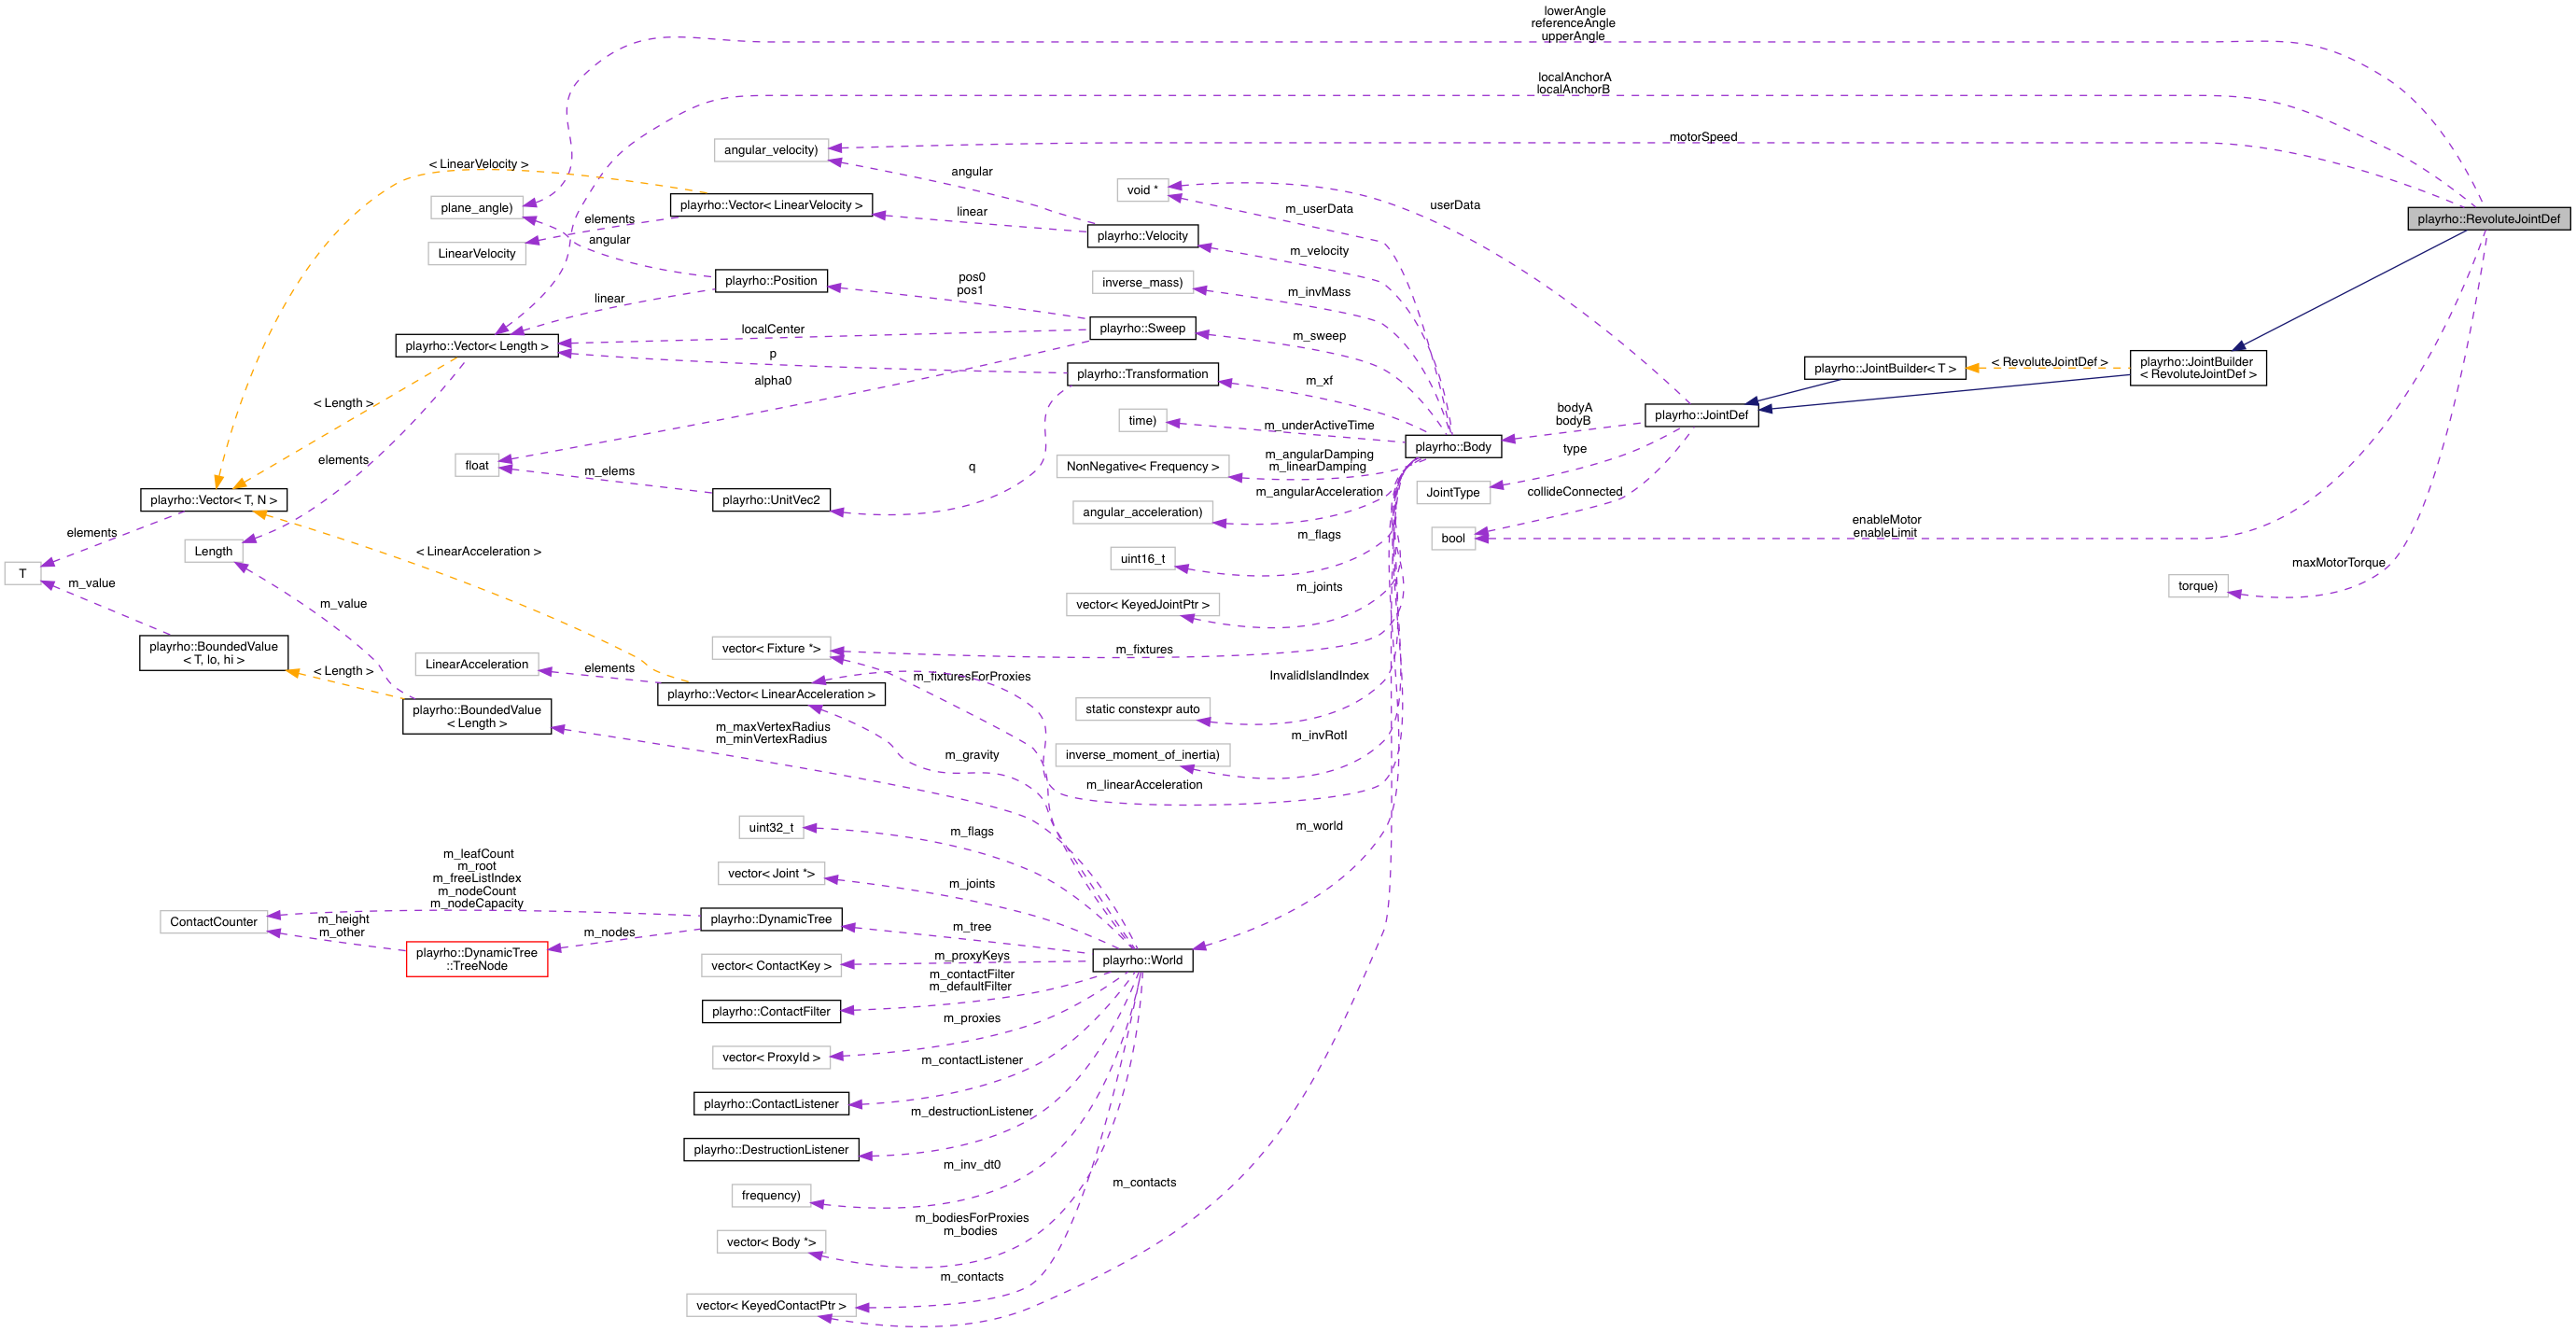 lowerAngle
referenceAngle
upperAngle
localAnchorA
localAnchorB
motorSpeed
angular_velocity)
< LinearVelocity >
angular
void *
userData
plane_angle)
playrho::Vector< LinearVelocity >
elements
linear
m_userData
playrho::RevoluteJointDef
playrho::Velocity
angular
LinearVelocity
m_velocity
playrho::Position
pos0
pos1
inverse_mass)
m_invMass
linear
localCenter
playrho::Sweep
m_sweep
playrho::Vector< Length >
p
playrho::Transformation
m_xf
alpha0
playrho::JointBuilder< T >
< RevoluteJointDef >
playrho::JointBuilder
< RevoluteJointDef >
< Length >
time)
m_underActiveTime
bodyA
bodyB
playrho::JointDef
playrho::Body
type
elements
float
m_elems
q
NonNegative< Frequency >
m_angularDamping
m_linearDamping
playrho::Vector< T, N >
playrho::UnitVec2
m_angularAcceleration
JointType
collideConnected
angular_acceleration)
elements
Length
< LinearAcceleration >
m_flags
bool
enableMotor
enableLimit
uint16_t
T
m_value
maxMotorTorque
torque)
m_joints
vector< KeyedJointPtr >
m_value
playrho::BoundedValue
< T, lo, hi >
vector< Fixture *>
m_fixtures
LinearAcceleration
elements
< Length >
m_fixturesForProxies
InvalidIslandIndex
playrho::Vector< LinearAcceleration >
playrho::BoundedValue
< Length >
static constexpr auto
m_maxVertexRadius
m_minVertexRadius
m_gravity
m_invRotI
inverse_moment_of_inertia)
m_linearAcceleration
uint32_t
m_flags
m_world
m_leafCount
m_root
m_freeListIndex
m_nodeCount
m_nodeCapacity
vector< Joint *>
m_joints
ContactCounter
m_height
m_other
playrho::DynamicTree
m_tree
m_nodes
playrho::DynamicTree
::TreeNode
vector< ContactKey >
m_proxyKeys
playrho::World
m_contactFilter
m_defaultFilter
playrho::ContactFilter
m_proxies
vector< ProxyId >
m_contactListener
playrho::ContactListener
m_destructionListener
playrho::DestructionListener
m_inv_dt0
m_contacts
frequency)
m_bodiesForProxies
m_bodies
vector< Body *>
m_contacts
vector< KeyedContactPtr >